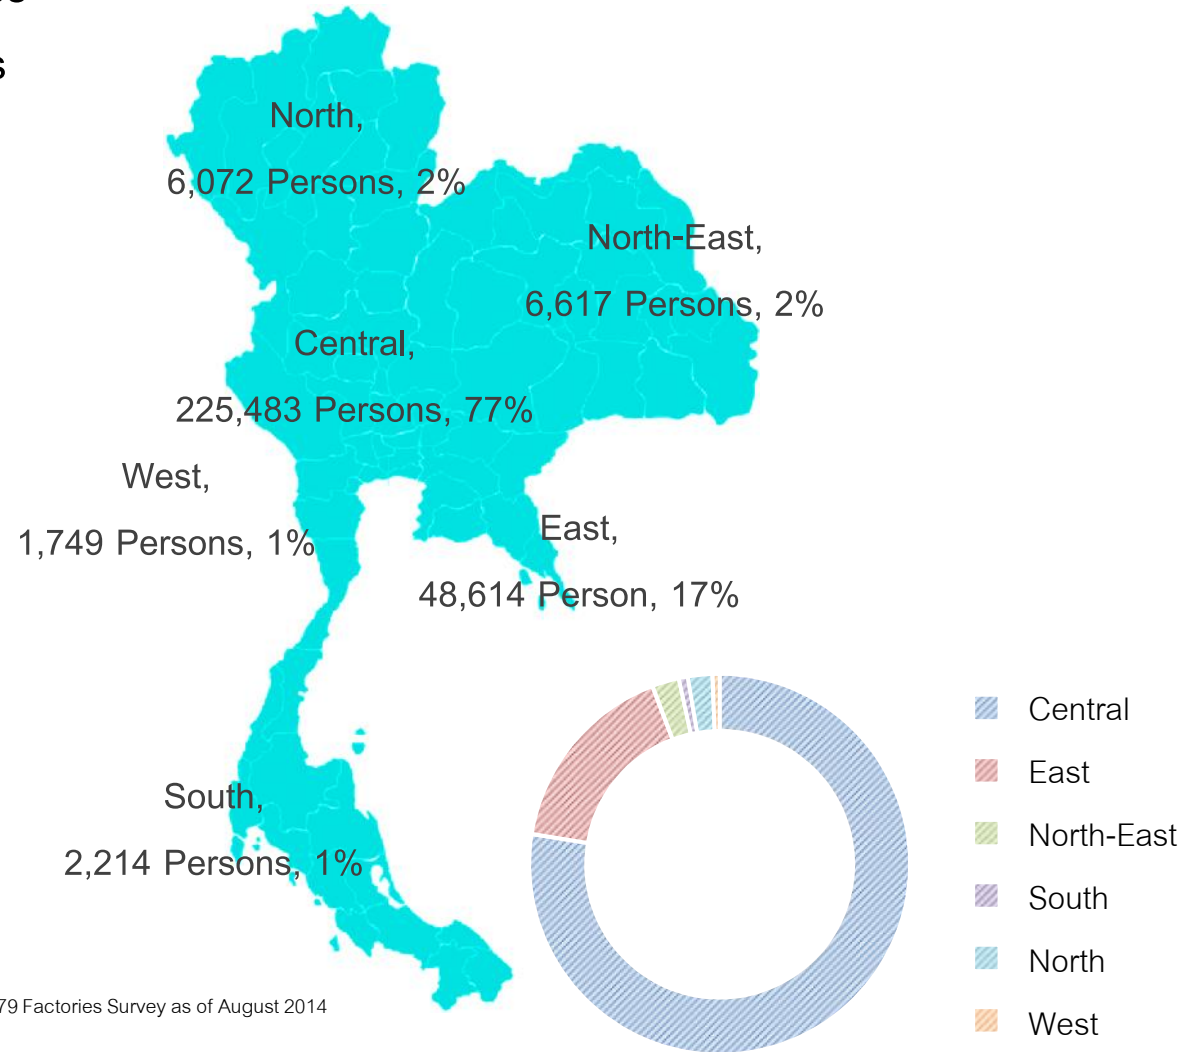 North,
6,072 Persons, 2%
North-East,
6,617 Persons, 2%
Central,
225,483 Persons, 77%
West,
1,749 Persons, 1%
East,
48,614 Person, 17%
South,
2,214 Persons, 1%
Central
East
North-East
South
North
West
79 Factories Survey as of August 2014